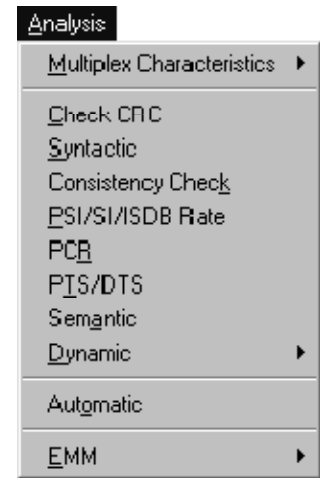 Analysis
Multiplex Characteristics
Check CRC
Syntactic
Consistency Check
PSI/SI/ISDB Rate
PCR
PTS/DTS
Semantic
Dynamic
Automatic
EMM